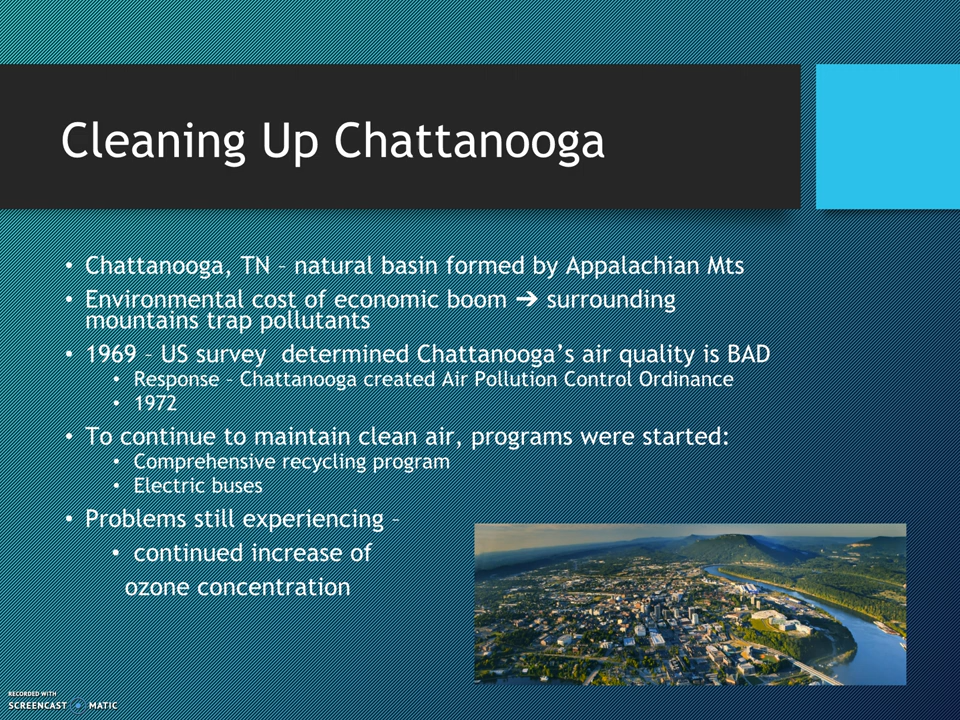 Cleaning Up Chattanooga
• Chattanooga, TN – natural basin formed by Appalachian Mts
• Environmental cost of economic boom ➔ surrounding
mountains trap pollutants
• 1969 – US survey  determined Chattanooga’s air quality is BAD
• Response – Chattanooga created Air Pollution Control Ordinance
• 1972
• To continue to maintain clean air, programs were started:
• Comprehensive recycling program
• Electric buses
• Problems still experiencing –
• continued increase of
ozone concentration
RECORDED WITH
SCREENCAST MATIC